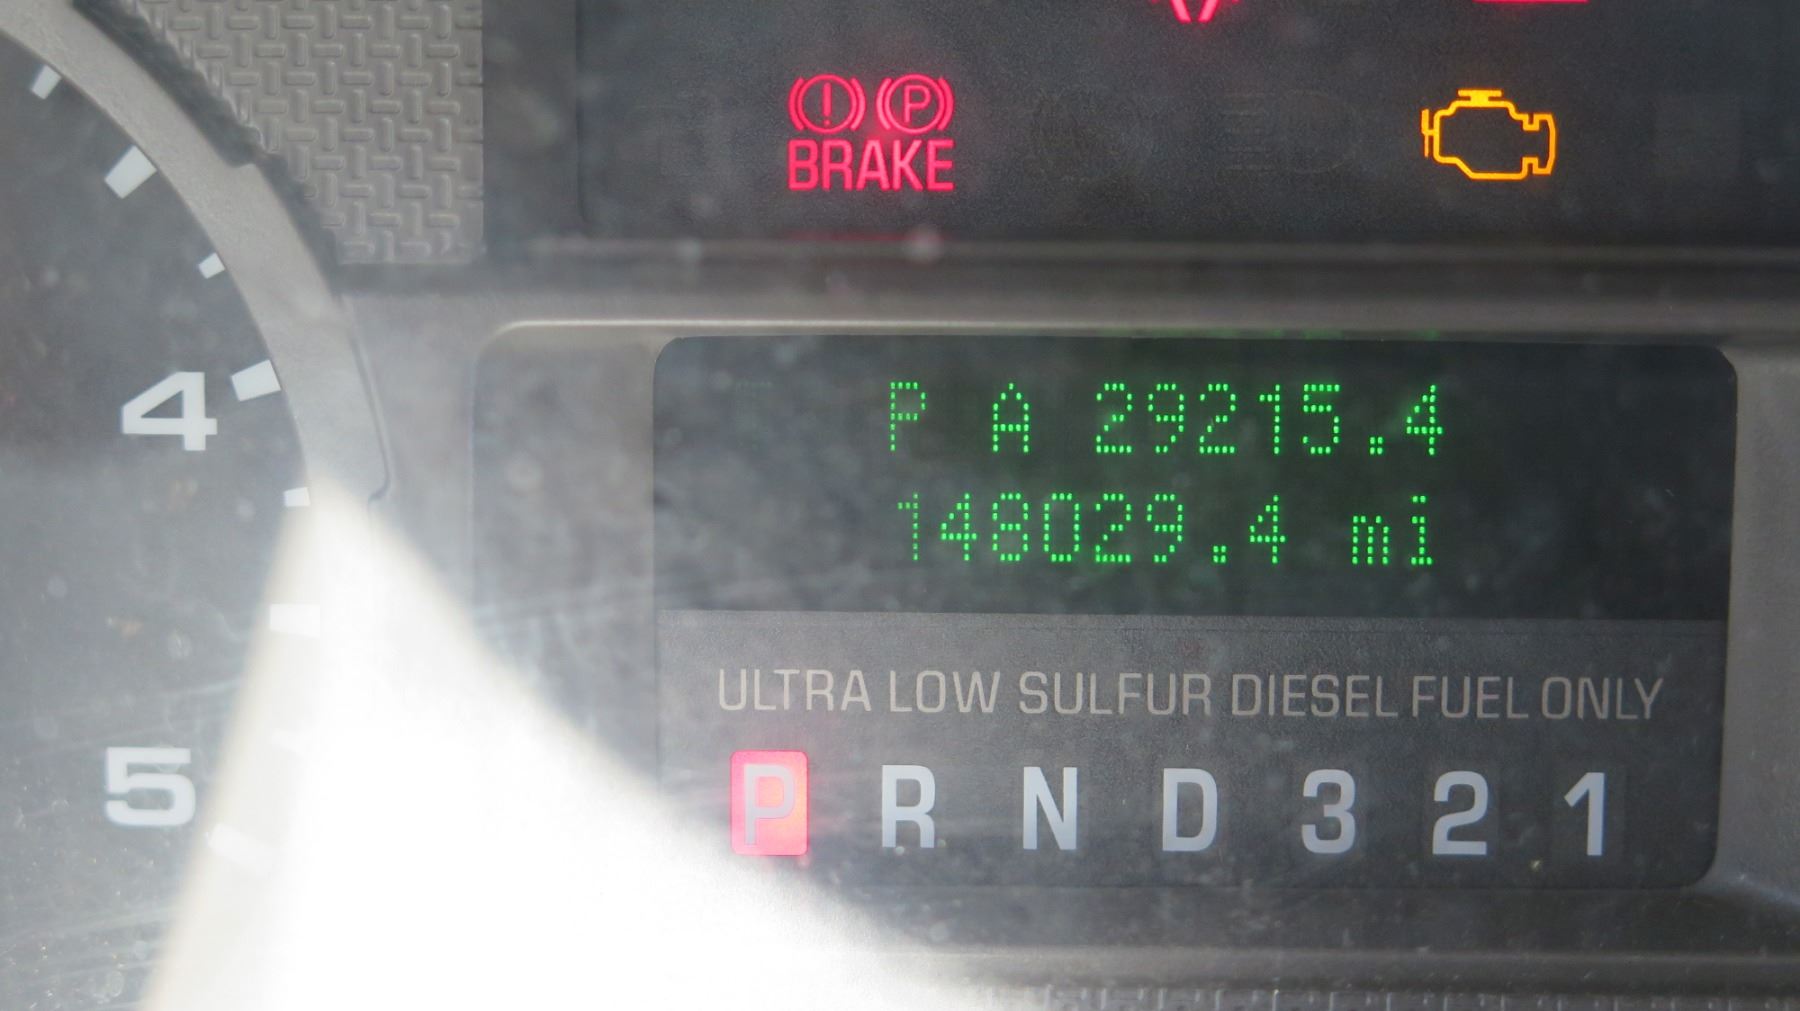 (!) (P)
BRAKE
4
P A 29215.4
148029.4 mi
ULTRA LOW SULFUR DIESEL FUEL ONLY
5
P R N D 3 2 1